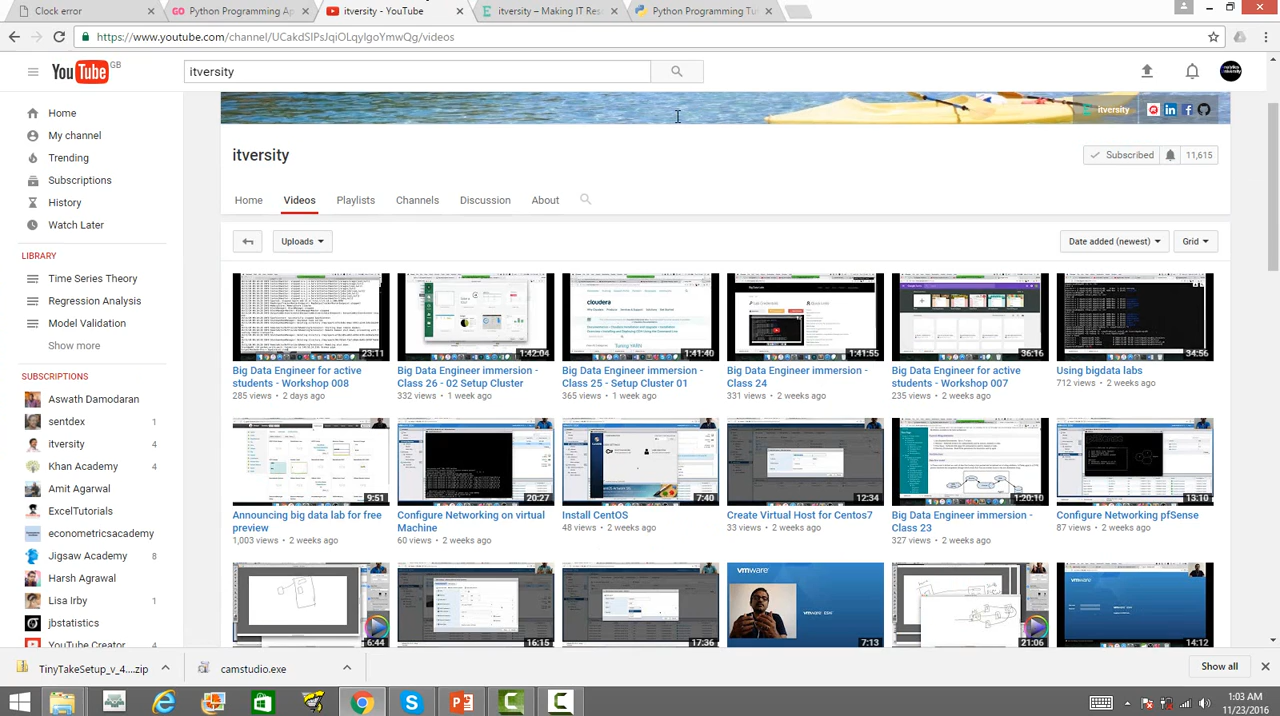 Clock error
Python Programming A
itversity - YouTube
itversity – Making IT Res
Python Programming Tu
https://www.youtube.com/channel/UCakdSIPsJqiOLqylgoYmwQg/videos
YouTube GB
itversity
itversity
Home
My channel
Trending
Subscriptions
History
Watch Later
LIBRARY
Time Series Theory
Regression Analysis
Model Validation
Show more
SUBSCRIPTIONS
Aswath Damodaran
itversity 4
Khan Academy
ExcelTutorials
econometricsacademy
Jigsaw Academy 8
Harsh Agrawal
Lisa Irby 1
jbstatistics
YouTube Creator 4
itversity
Subscribed 11,615
Home Videos Playlists Channels Discussion About
Uploads
Date added (newest) Grid
1:42:04
cloudera
1:41:40
1:41:55
Big Data Engineer for active
students - Workshop 008
285 views • 2 days ago
Big Data Engineer immersion -
Class 26 - 02 Setup Cluster
332 views • 1 week ago
Big Data Engineer immersion -
Class 25 - Setup Cluster 01
365 views • 1 week ago
Big Data Engineer immersion -
Class 24
331 views • 2 weeks ago
Big Data Engineer for active
students - Workshop 007
235 views • 2 weeks ago
Using bigdata labs
712 views • 2 weeks ago
20:27
7:40
12:34
1:20:10
13:10
Announcing big data lab for free
preview
1,003 views • 2 weeks ago
Configure Networking on virtual
Machine
60 views • 2 weeks ago
Install CentOS
48 views • 2 weeks ago
Create Virtual Host for Centos7
33 views • 2 weeks ago
Big Data Engineer immersion -
Class 23
327 views • 2 weeks ago
Configure Networking pfSense
87 views • 2 weeks ago
6:44
16:15
17:36
vmware
7:13
21:06
vmware
14:12
TinyTakeSetup_v_4....zip
camstudio.exe
Show all
1:03 AM
11/23/2016